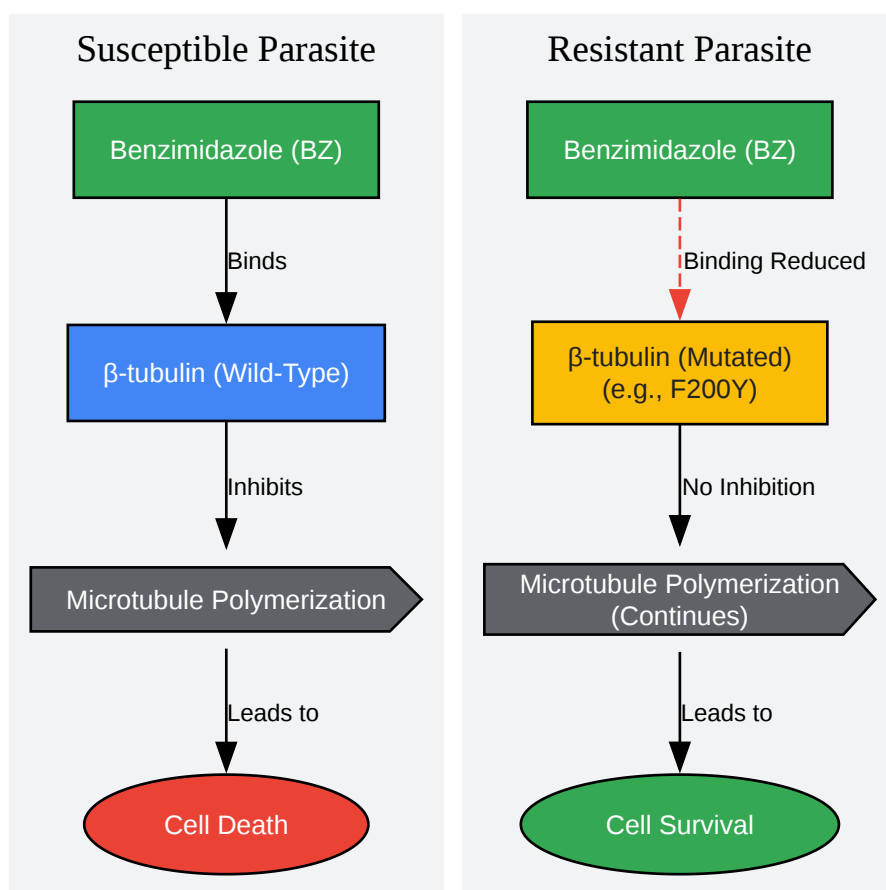 Susceptible Parasite
Benzimidazole (BZ)
Binds
β-tubulin (Wild-Type)
Inhibits
Microtubule Polymerization
Leads to
Cell Death
Resistant Parasite
Benzimidazole (BZ)
Binding Reduced
β-tubulin (Mutated)
(e.g., F200Y)
No Inhibition
Microtubule Polymerization
(Continues)
Leads to
Cell Survival